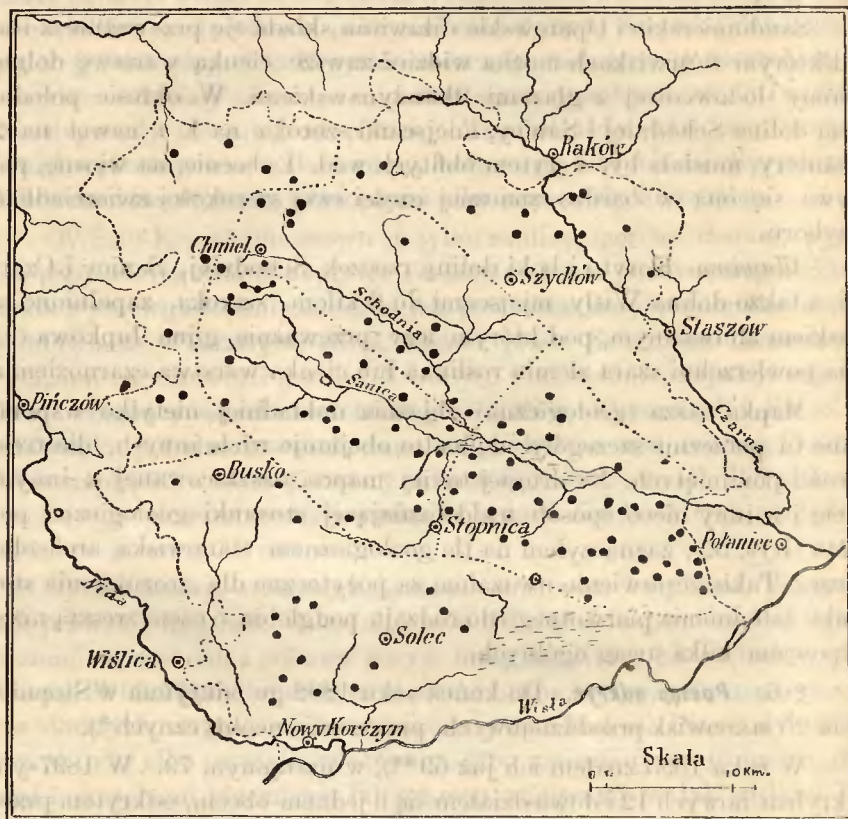 Raków
Chmiel.
Szydłów
Schodnia
Staszów
Sanica
Pińczów
Czarna
Busko
Stopnica
Połaniec
Nida
Solec
Wiślica
Wisła
Nowy Korczyn
Skala
10 Km.